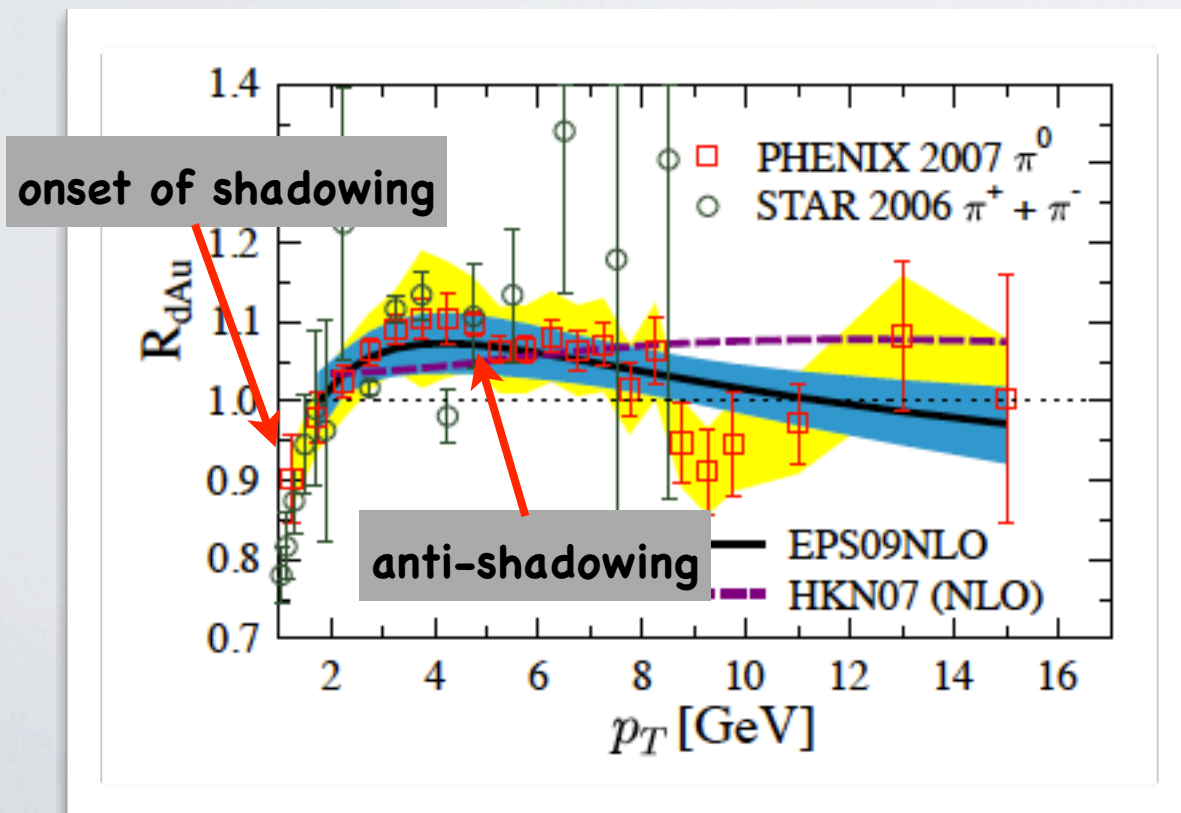 1.4
PHENIX 2007 π⁰
onset of shadowing
STAR 2006 π⁺ + π⁻
1.2
R_dAu
1.1
1.0
0.9
EPS09NLO
anti-shadowing
0.8
HKN07 (NLO)
0.7
2 4 6 8 10 12 14 16
p_T [GeV]